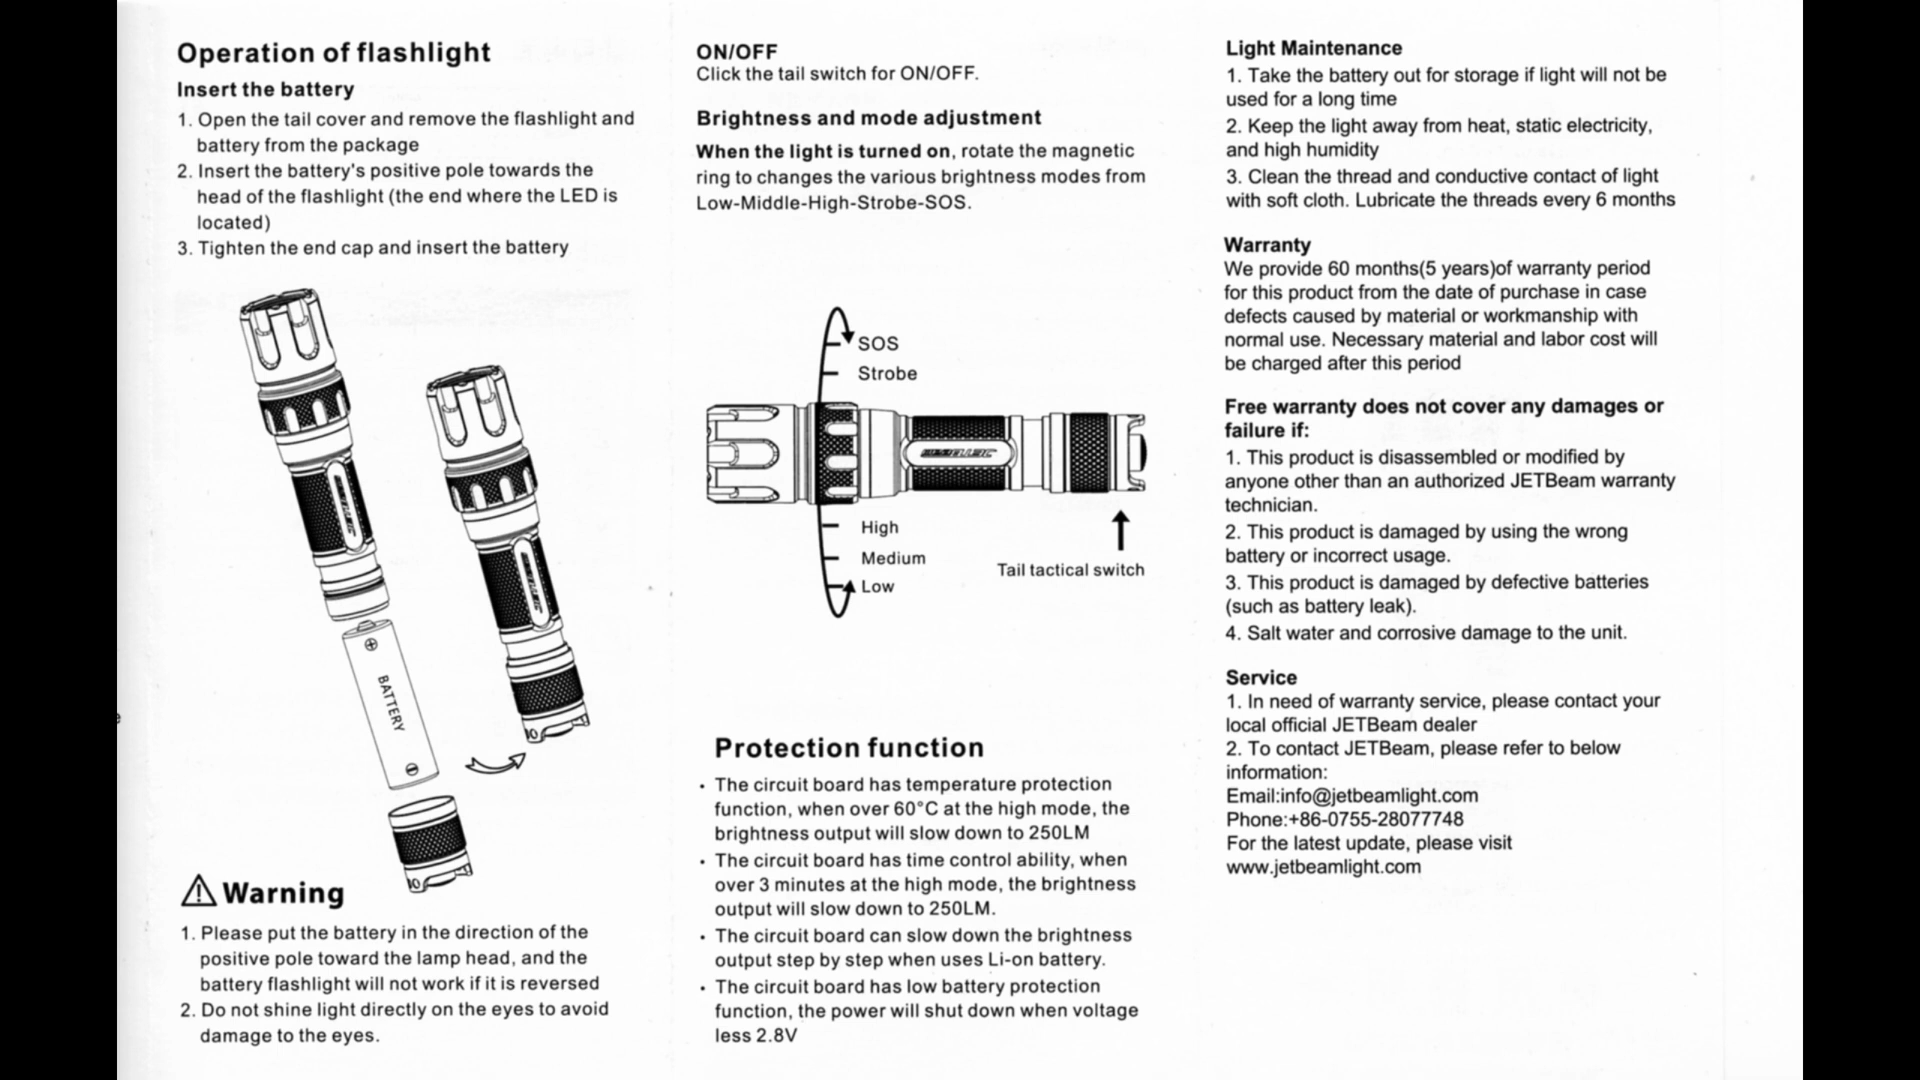 Operation of flashlight
Insert the battery
1. Open the tail cover and remove the flashlight and
battery from the package
2. Insert the battery's positive pole towards the
head of the flashlight (the end where the LED is
located)
3. Tighten the end cap and insert the battery
BATTERY
Warning
1. Please put the battery in the direction of the
positive pole toward the lamp head, and the
battery flashlight will not work if it is reversed
2. Do not shine light directly on the eyes to avoid
damage to the eyes.
ON/OFF
Click the tail switch for ON/OFF.
Brightness and mode adjustment
When the light is turned on, rotate the magnetic
ring to changes the various brightness modes from
Low-Middle-High-Strobe-SOS.
SOS
Strobe
High
Medium
Low
Tail tactical switch
Protection function
· The circuit board has temperature protection
function, when over 60°C at the high mode, the
brightness output will slow down to 250LM
· The circuit board has time control ability, when
over 3 minutes at the high mode, the brightness
output will slow down to 250LM.
· The circuit board can slow down the brightness
output step by step when uses Li-on battery.
· The circuit board has low battery protection
function, the power will shut down when voltage
less 2.8V
Light Maintenance
1. Take the battery out for storage if light will not be
used for a long time
2. Keep the light away from heat, static electricity,
and high humidity
3. Clean the thread and conductive contact of light
with soft cloth. Lubricate the threads every 6 months
Warranty
We provide 60 months(5 years)of warranty period
for this product from the date of purchase in case
defects caused by material or workmanship with
normal use. Necessary material and labor cost will
be charged after this period
Free warranty does not cover any damages or
failure if:
1. This product is disassembled or modified by
anyone other than an authorized JETBeam warranty
technician.
2. This product is damaged by using the wrong
battery or incorrect usage.
3. This product is damaged by defective batteries
(such as battery leak).
4. Salt water and corrosive damage to the unit.
Service
1. In need of warranty service, please contact your
local official JETBeam dealer
2. To contact JETBeam, please refer to below
information:
Email:info@jetbeamlight.com
Phone:+86-0755-28077748
For the latest update, please visit
www.jetbeamlight.com